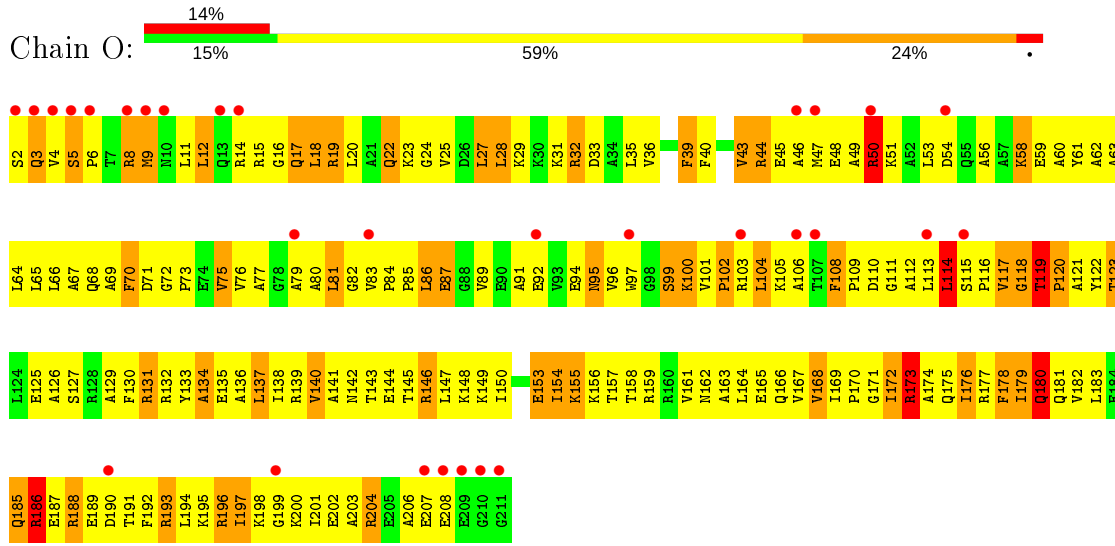 14%
Chain O:
15% 59% 24% •
S2 Q3 V4 S5 P6 T7 R8 M9 N10 L11 L12 Q13 R14 R15 G16 Q17 L18 R19 L20 A21 Q22 K23 G24 V25 D26 L27 L28 K29 K30 K31 R32 D33 A34 L35 V36 F39 F40 V43 R44 E45 A46 M47 E48 A49 R50 K51 A52 L53 D54 Q55 A56 A57 K58 E59 A60 Y61 A62 A63
L64 L65 L66 A67 Q68 A69 F70 D71 G72 P73 E74 V75 V76 A77 G78 A79 A80 L81 G82 V83 P84 P85 L86 E87 G88 V89 E90 A91 E92 V93 E94 N95 V96 W97 G98 S99 K100 V101 P102 R103 L104 K105 A106 T107 F108 P109 D110 G111 A112 L113 L114 S115 P116 V117 G118 T119 P120 A121 Y122 T123
L124 E125 A126 S127 R128 A129 F130 R131 R132 Y133 A134 E135 A136 L137 I138 R139 V140 A141 N142 T143 E144 T145 R146 L147 K148 K149 I150 E153 I154 K155 K156 T157 T158 R159 R160 V161 N162 A163 L164 E165 Q166 V167 V168 I169 P170 G171 I172 R173 A174 Q175 I176 R177 F178 I179 Q180 Q181 V182 L183 E184
Q185 R186 E187 R188 E189 D190 T191 F192 R193 L194 K195 R196 I197 K198 G199 K200 I201 E202 A203 R204 E205 A206 E207 E208 E209 G210 G211